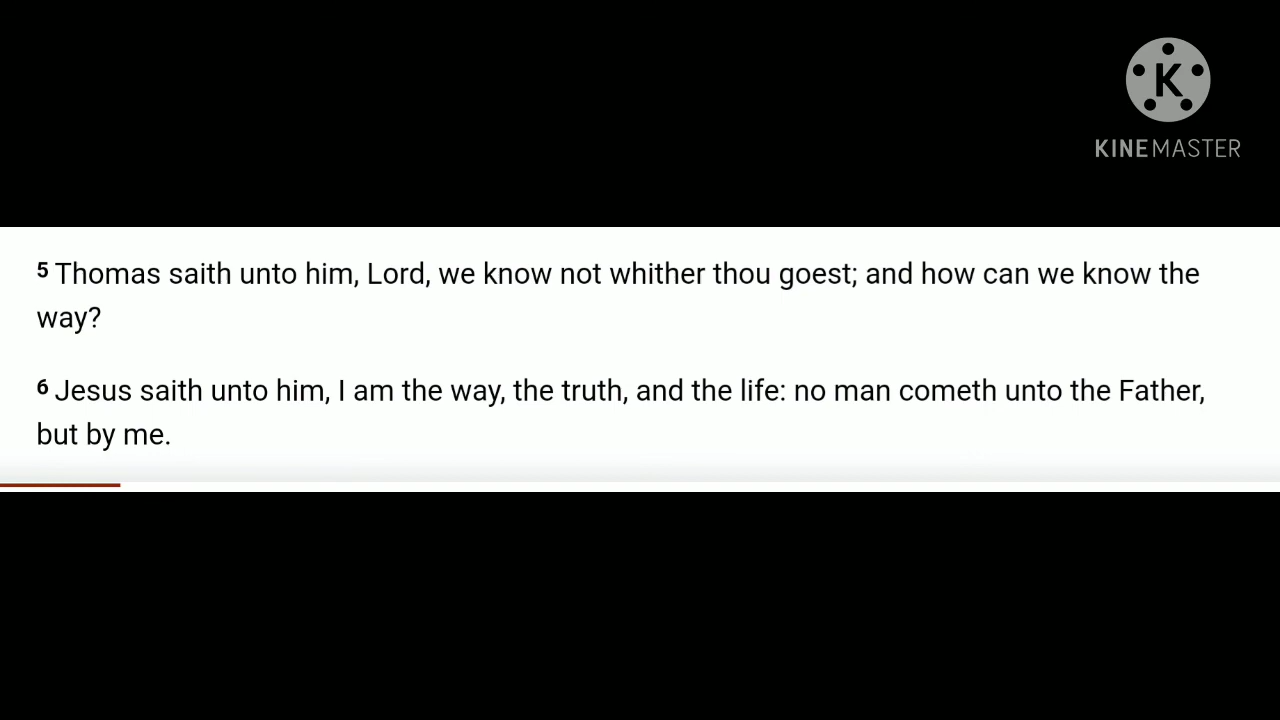 K
KINEMASTER
5 Thomas saith unto him, Lord, we know not whither thou goest; and how can we know the
way?
6 Jesus saith unto him, I am the way, the truth, and the life: no man cometh unto the Father,
but by me.